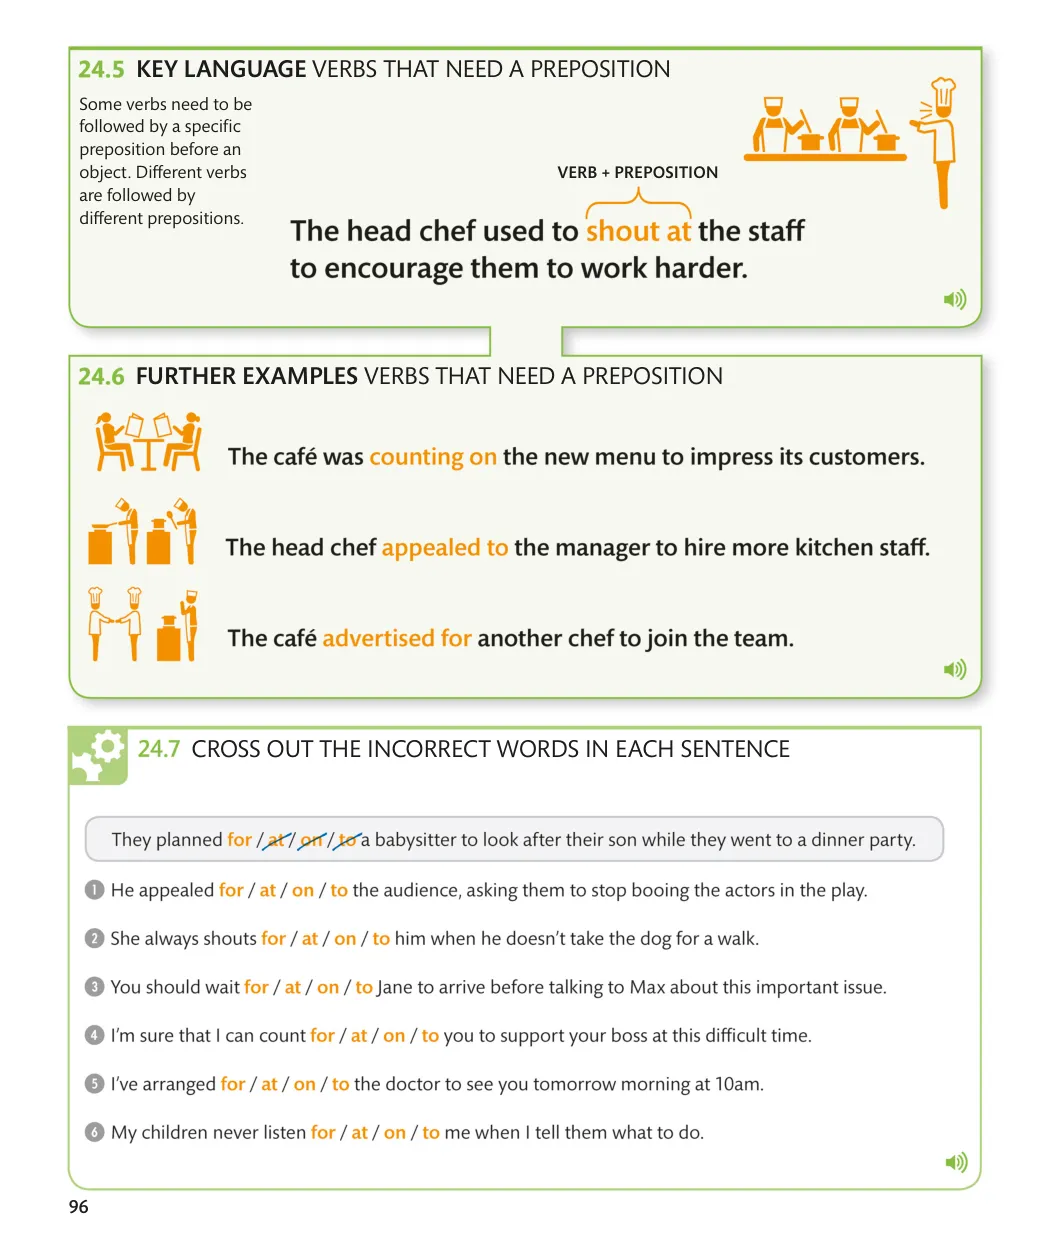 24.5 KEY LANGUAGE VERBS THAT NEED A PREPOSITION
Some verbs need to be
followed by a specific
preposition before an
object. Different verbs
are followed by
different prepositions.
VERB + PREPOSITION
The head chef used to shout at the staff
to encourage them to work harder.
24.6 FURTHER EXAMPLES VERBS THAT NEED A PREPOSITION
The café was counting on the new menu to impress its customers.
The head chef appealed to the manager to hire more kitchen staff.
The café advertised for another chef to join the team.
24.7 CROSS OUT THE INCORRECT WORDS IN EACH SENTENCE
They planned for / at / on / to a babysitter to look after their son while they went to a dinner party.
1 He appealed for / at / on / to the audience, asking them to stop booing the actors in the play.
2 She always shouts for / at / on / to him when he doesn't take the dog for a walk.
3 You should wait for / at / on / to Jane to arrive before talking to Max about this important issue.
4 I'm sure that I can count for / at / on / to you to support your boss at this difficult time.
5 I've arranged for / at / on / to the doctor to see you tomorrow morning at 10am.
6 My children never listen for / at / on / to me when I tell them what to do.
96